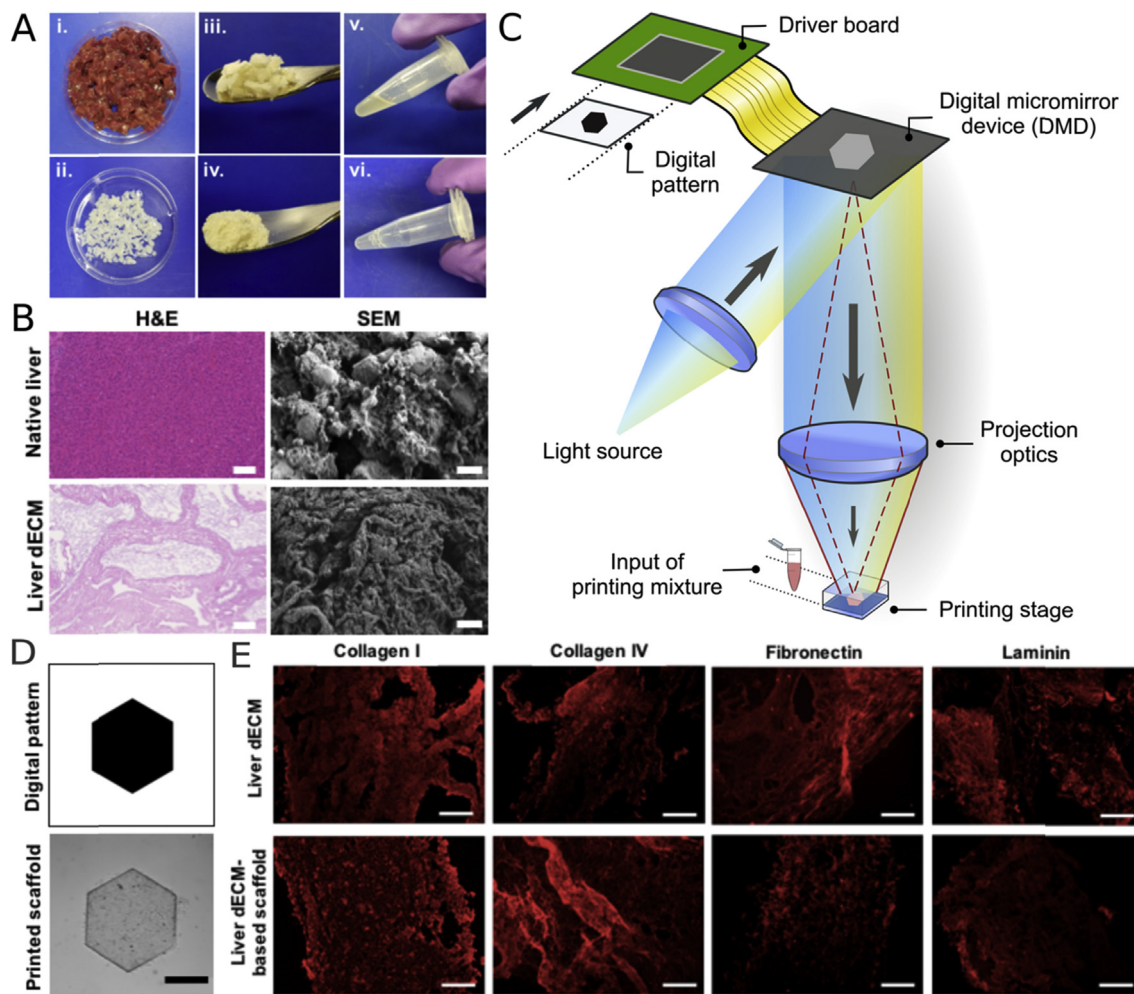 A
i.
iii.
v.
ii.
iv.
vi.
B
H&E
SEM
Native liver
Liver dECM
C
Driver board
Digital micromirror
device (DMD)
Digital
pattern
Light source
Projection
optics
Input of
printing mixture
Printing stage
D
Digital pattern
Printed scaffold
E
Collagen I
Collagen IV
Fibronectin
Laminin
Liver dECM
Liver dECM-
based scaffold